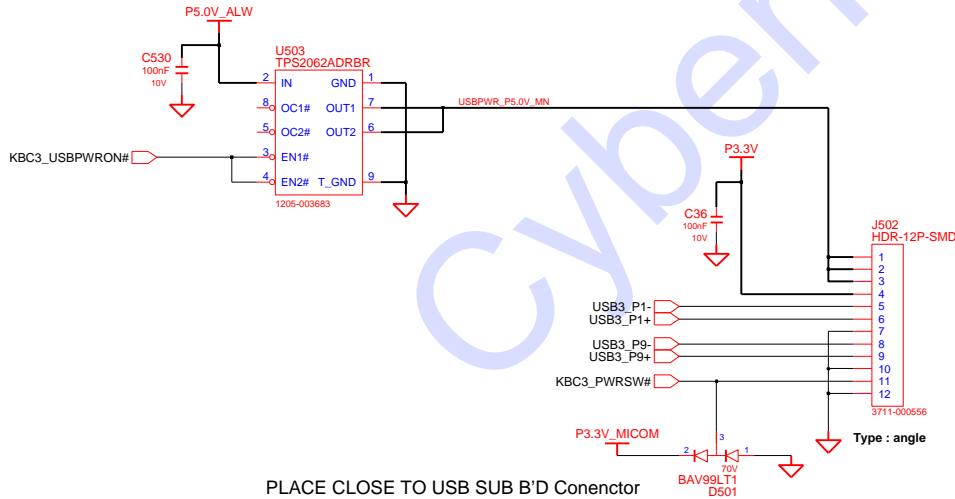 P5.0V_ALW
C530
100nF
10V
U503
TPS2062ADRBR
2 IN GND 1
8 OC1# OUT1 7
5 OC2# OUT2 6
3 EN1#
4 EN2# T_GND 9
1205-003683
KBC3_USBPWRON#
USBPWR_P5.0V_MN
P3.3V
C36
100nF
10V
J502
HDR-12P-SMD
1
2
3
4
USB3_P1- 5
USB3_P1+ 6
7
USB3_P9- 8
USB3_P9+ 9
10
KBC3_PWRSW# 11
12
3711-000556
Type : angle
P3.3V_MICOM
3
2
1
70V
BAV99LT1
D501
PLACE CLOSE TO USB SUB B'D Conenctor
Cyber